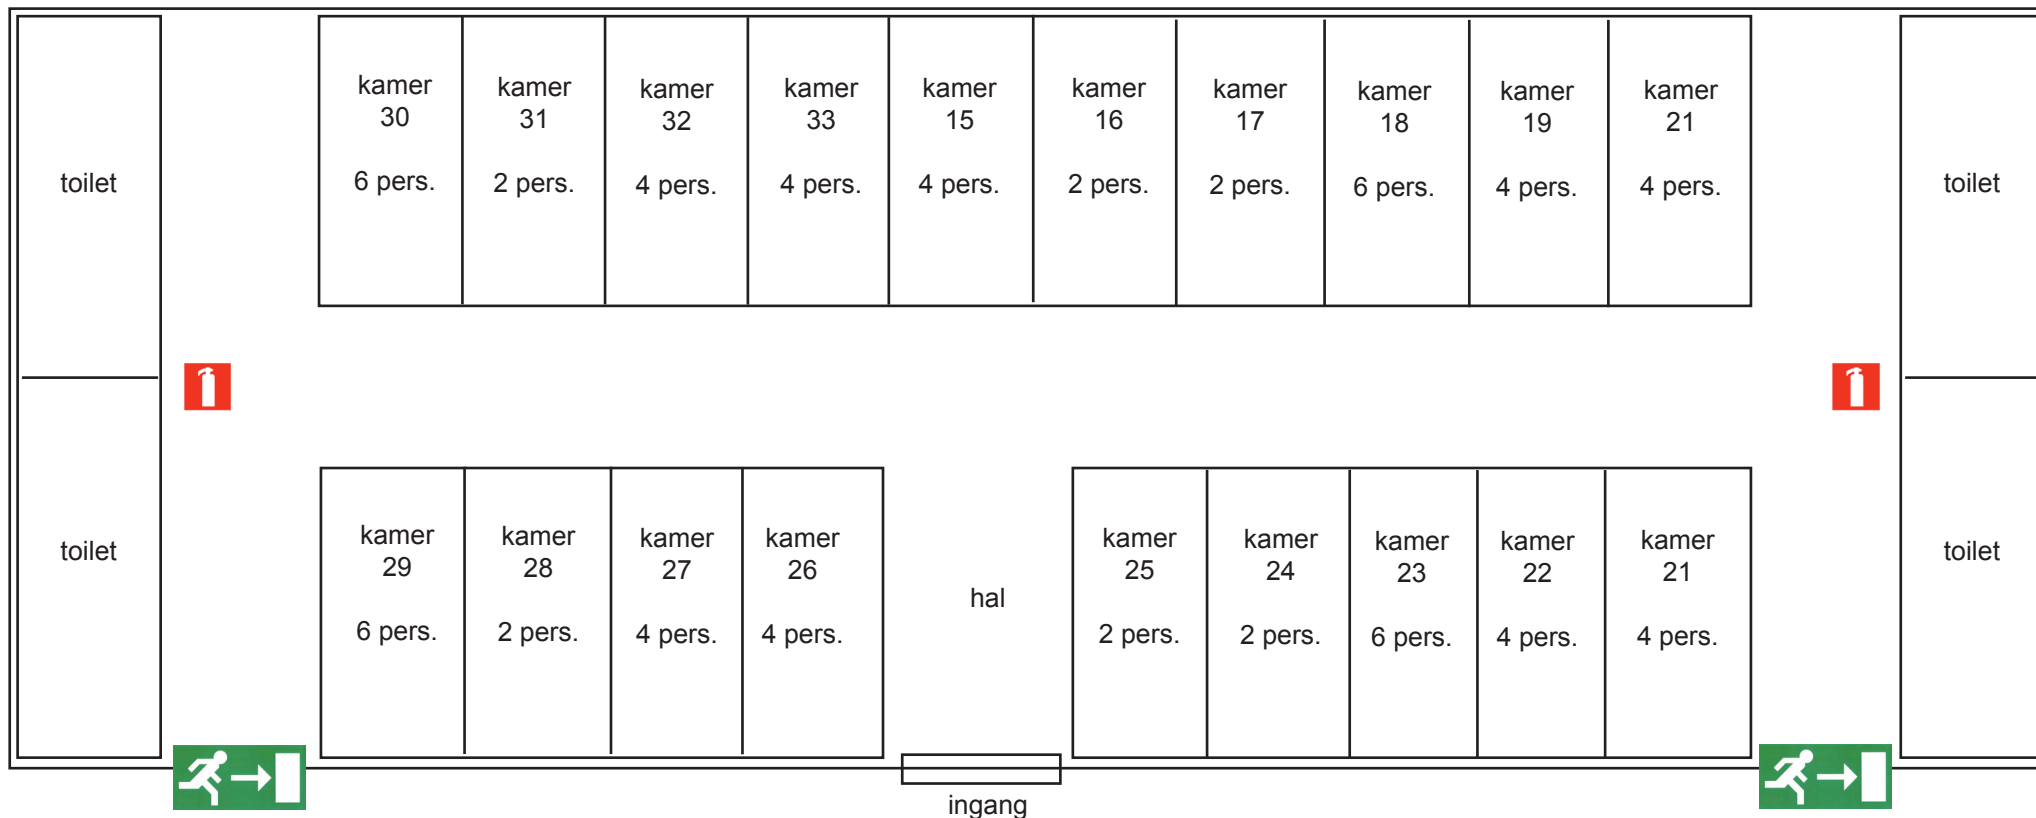 toilet
kamer
30
6 pers.
kamer
31
2 pers.
kamer
32
4 pers.
kamer
33
4 pers.
kamer
15
4 pers.
kamer
16
2 pers.
kamer
17
2 pers.
kamer
18
6 pers.
kamer
19
4 pers.
kamer
21
4 pers.
toilet
toilet
kamer
29
6 pers.
kamer
28
2 pers.
kamer
27
4 pers.
kamer
26
4 pers.
hal
kamer
25
2 pers.
kamer
24
2 pers.
kamer
23
6 pers.
kamer
22
4 pers.
kamer
21
4 pers.
toilet
ingang